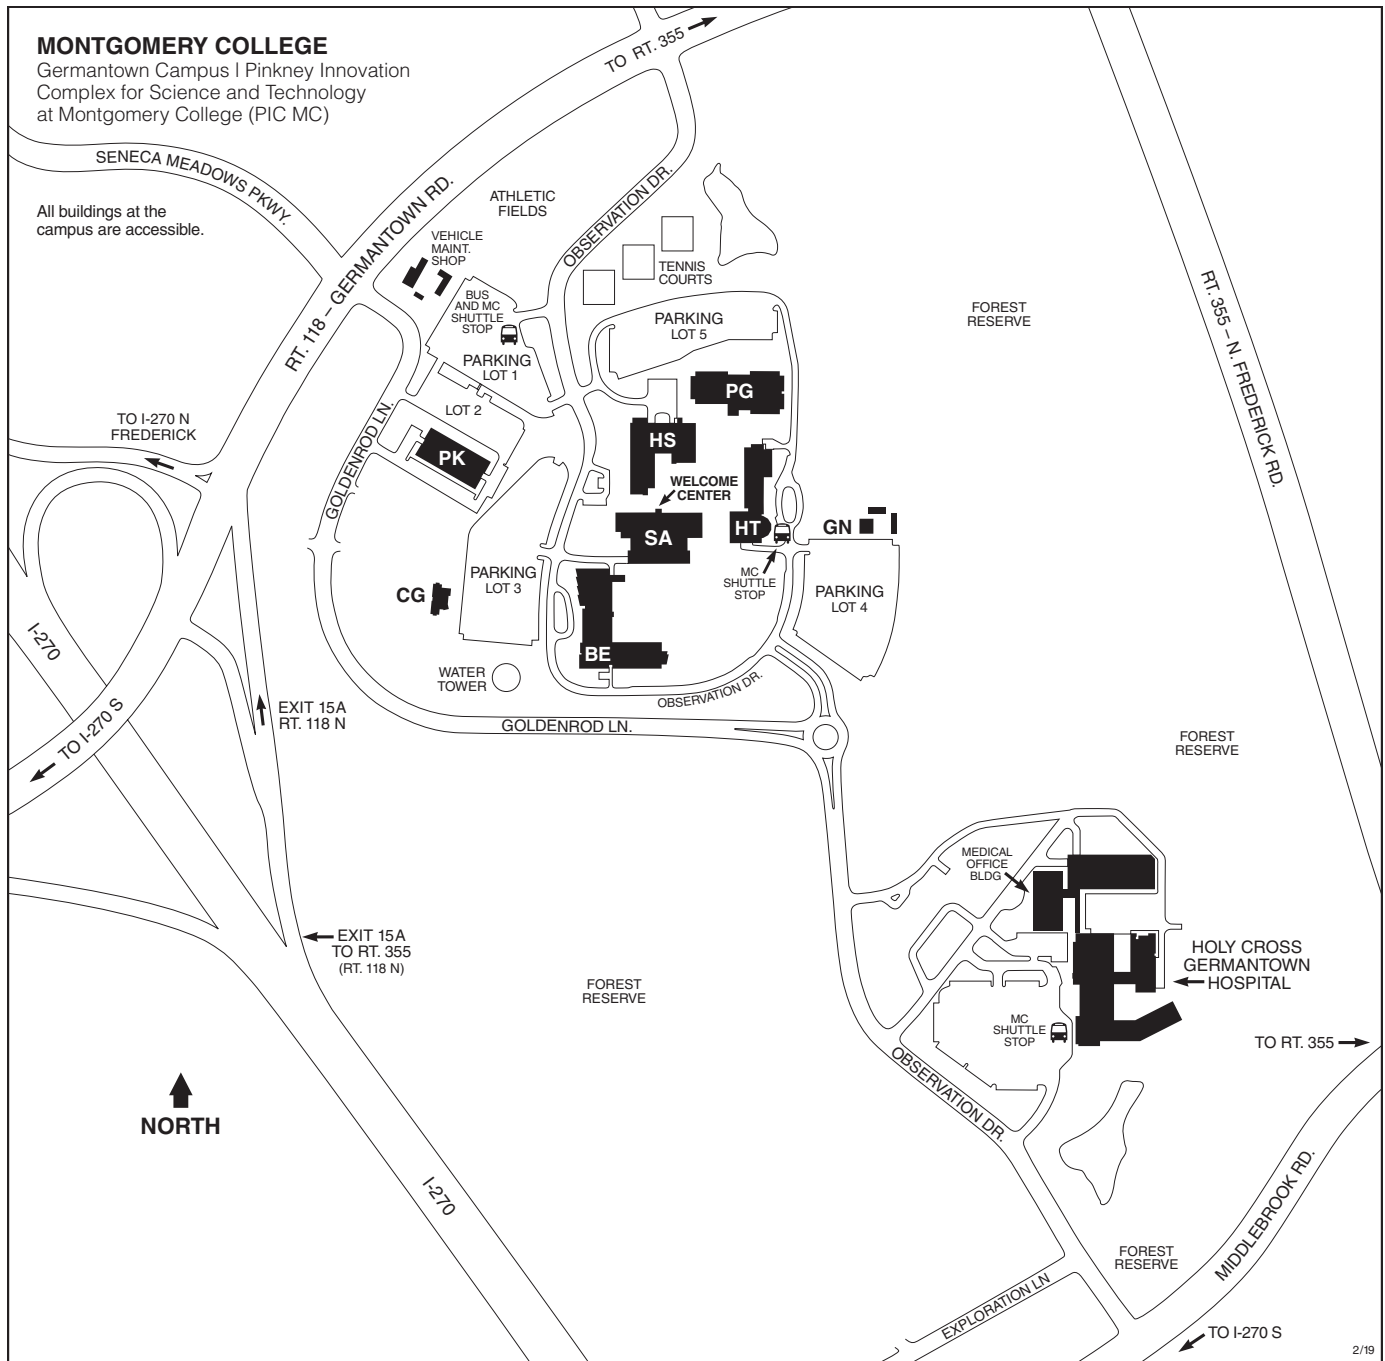 MONTGOMERY COLLEGE
Germantown Campus | Pinkney Innovation
Complex for Science and Technology
at Montgomery College (PIC MC)
TO RT. 355
SENECA MEADOWS PKWY.
All buildings at the
campus are accessible.
RT. 118 – GERMANTOWN RD.
ATHLETIC
FIELDS
OBSERVATION DR.
VEHICLE
MAINT.
SHOP
TENNIS
COURTS
BUS
AND MC
SHUTTLE
STOP
PARKING
LOT 5
FOREST
RESERVE
RT. 355 – N. FREDERICK RD.
PARKING
LOT 1
PG
LOT 2
TO I-270 N
FREDERICK
GOLDENROD LN.
PK
HS
WELCOME
CENTER
SA
HT
GN
MC
SHUTTLE
STOP
PARKING
LOT 3
PARKING
LOT 4
CG
BE
I-270
WATER
TOWER
OBSERVATION DR.
GOLDENROD LN.
EXIT 15A
RT. 118 N
TO I-270 S
FOREST
RESERVE
MEDICAL
OFFICE
BLDG
EXIT 15A
TO RT. 355
(RT. 118 N)
HOLY CROSS
GERMANTOWN
HOSPITAL
FOREST
RESERVE
MC
SHUTTLE
STOP
TO RT. 355
OBSERVATION DR.
NORTH
I-270
MIDDLEBROOK RD.
FOREST
RESERVE
EXPLORATION LN
TO I-270 S
2/19